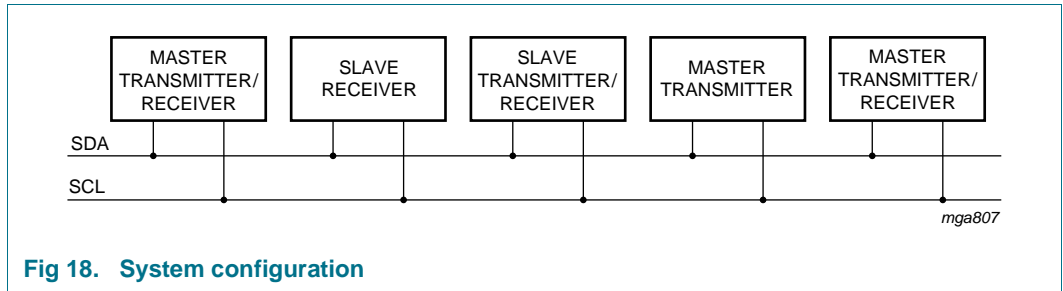 MASTER
TRANSMITTER/
RECEIVER
SLAVE
RECEIVER
SLAVE
TRANSMITTER/
RECEIVER
MASTER
TRANSMITTER
MASTER
TRANSMITTER/
RECEIVER
SDA
SCL
mga807
Fig 18. System configuration